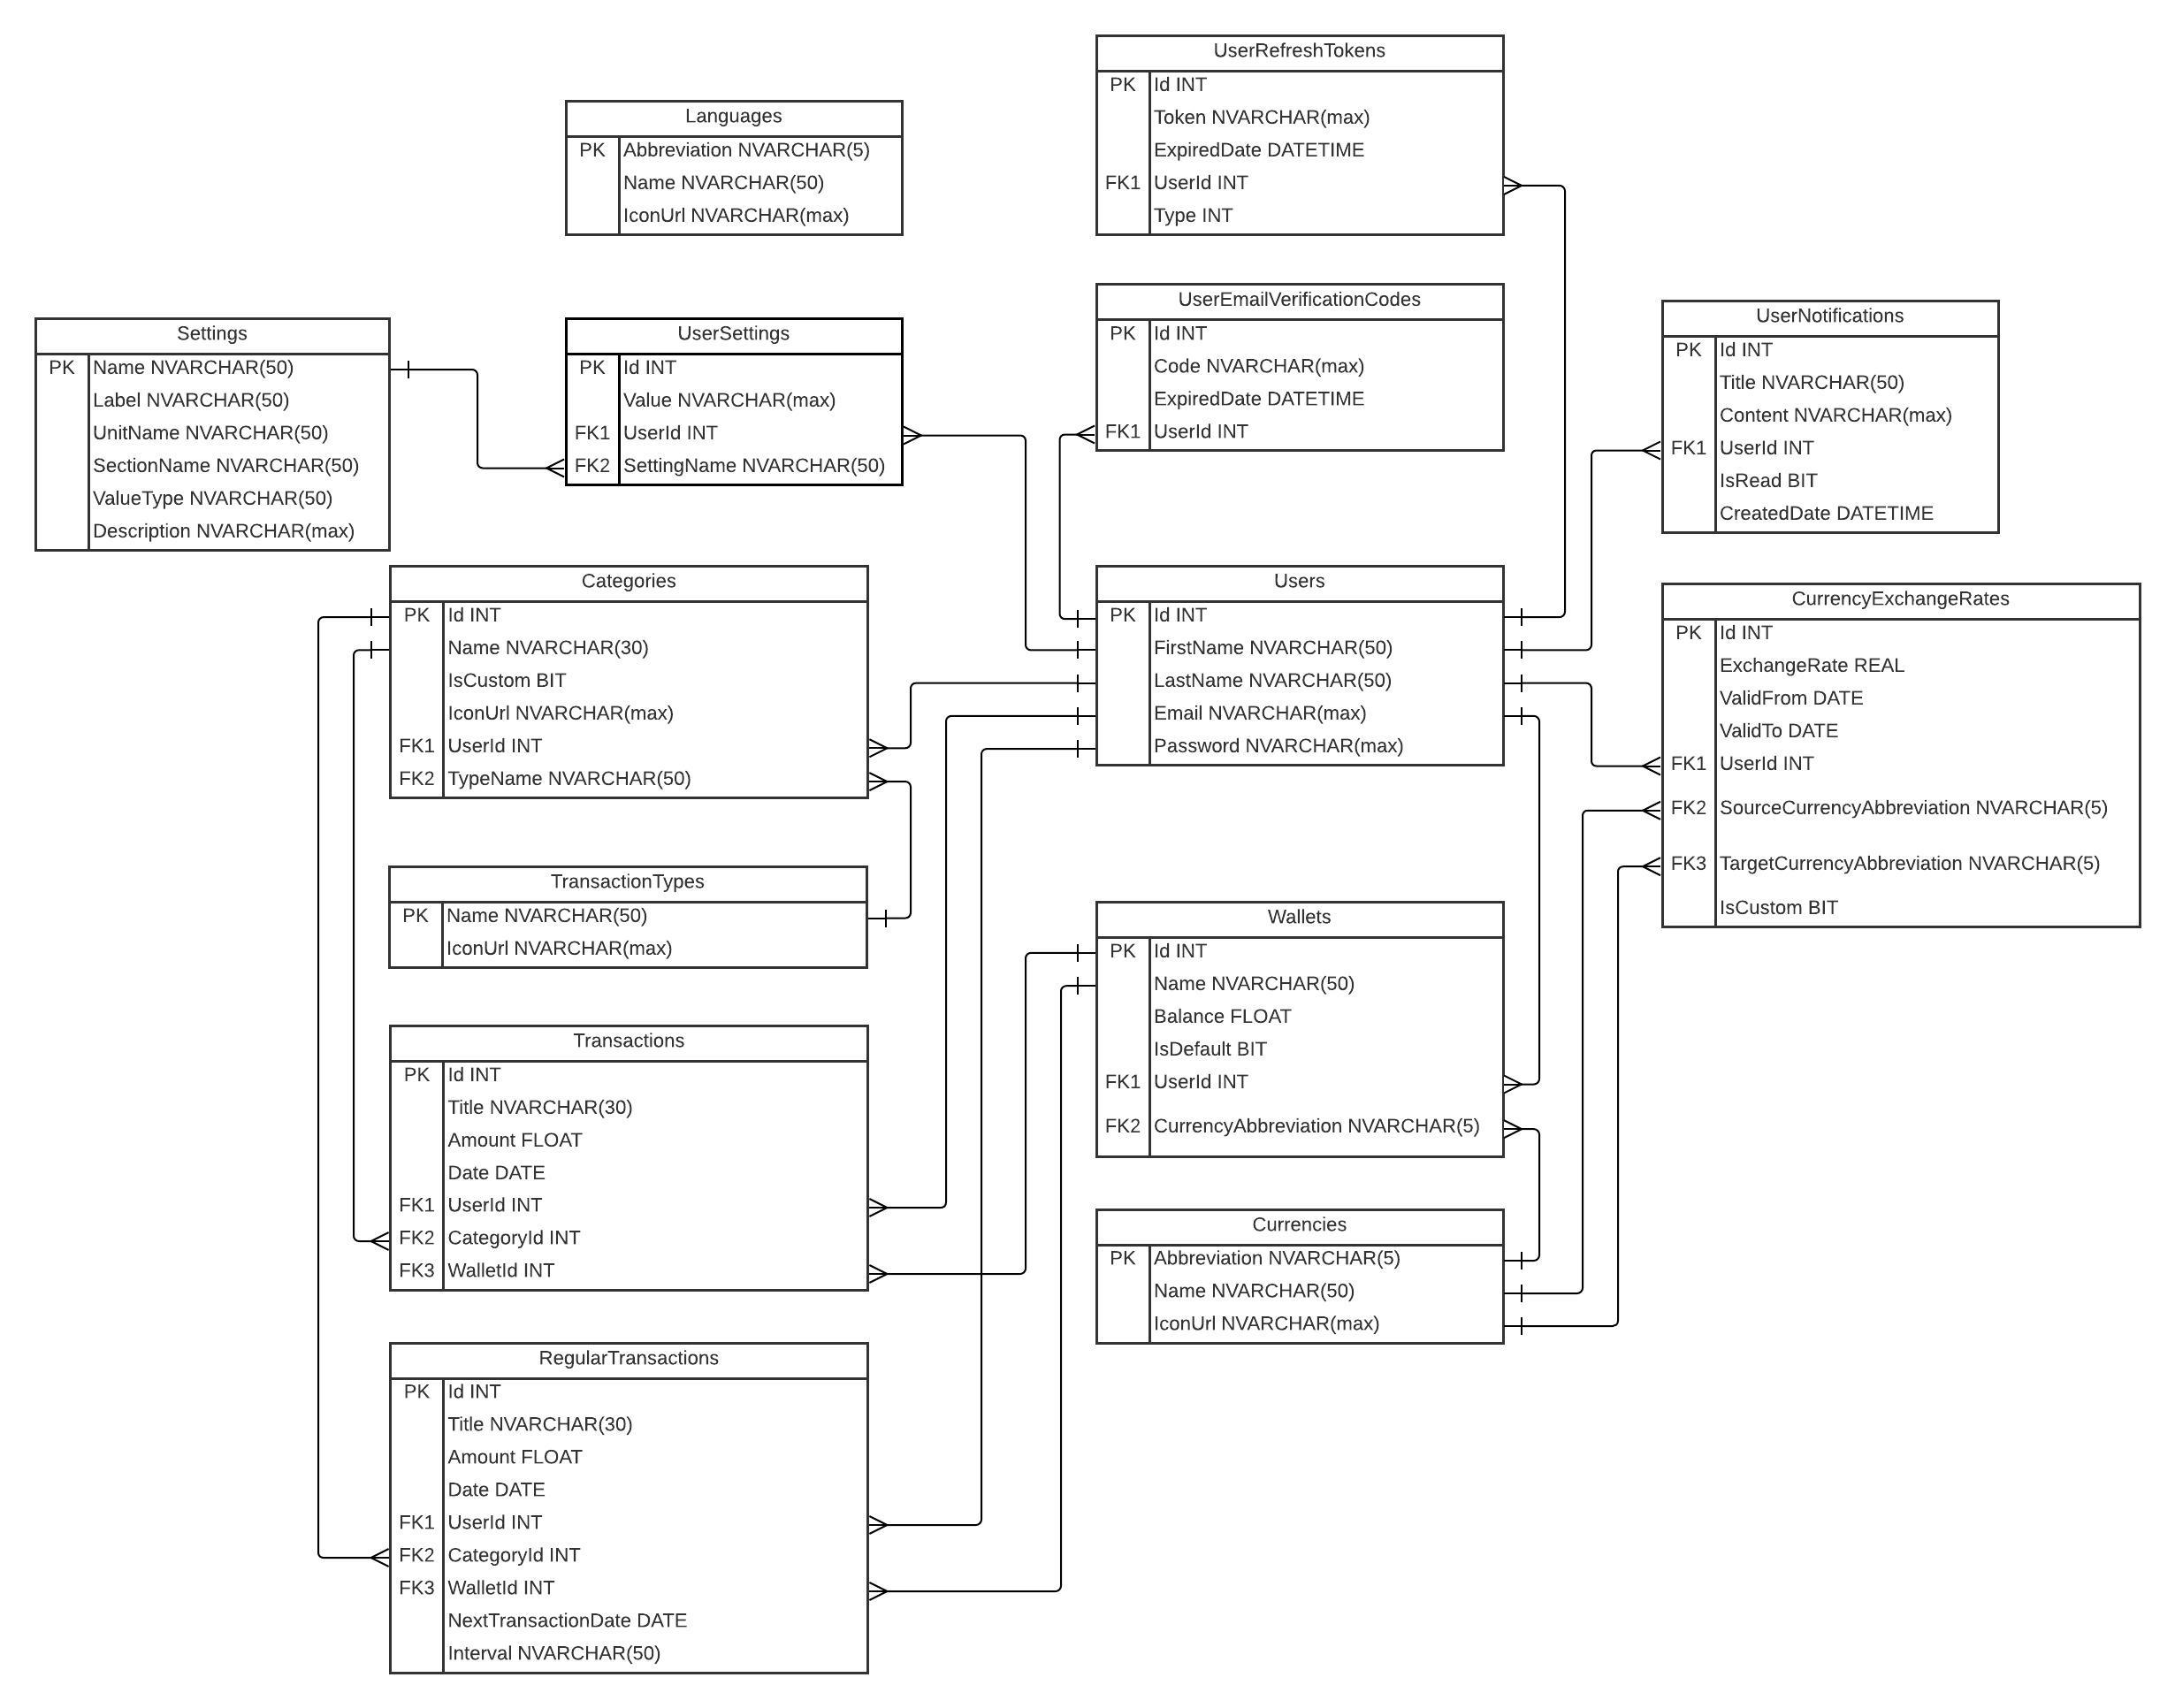 UserRefreshTokens
PK Id INT
Token NVARCHAR(max)
ExpiredDate DATETIME
FK1 UserId INT
Type INT
Languages
PK Abbreviation NVARCHAR(5)
Name NVARCHAR(50)
IconUrl NVARCHAR(max)
UserEmailVerificationCodes
PK Id INT
Code NVARCHAR(max)
ExpiredDate DATETIME
FK1 UserId INT
UserNotifications
PK Id INT
Title NVARCHAR(50)
Content NVARCHAR(max)
FK1 UserId INT
IsRead BIT
CreatedDate DATETIME
Settings
PK Name NVARCHAR(50)
Label NVARCHAR(50)
UnitName NVARCHAR(50)
SectionName NVARCHAR(50)
ValueType NVARCHAR(50)
Description NVARCHAR(max)
UserSettings
PK Id INT
Value NVARCHAR(max)
FK1 UserId INT
FK2 SettingName NVARCHAR(50)
Categories
PK Id INT
Name NVARCHAR(30)
IsCustom BIT
IconUrl NVARCHAR(max)
FK1 UserId INT
FK2 TypeName NVARCHAR(50)
Users
PK Id INT
FirstName NVARCHAR(50)
LastName NVARCHAR(50)
Email NVARCHAR(max)
Password NVARCHAR(max)
CurrencyExchangeRates
PK Id INT
ExchangeRate REAL
ValidFrom DATE
ValidTo DATE
FK1 UserId INT
FK2 SourceCurrencyAbbreviation NVARCHAR(5)
FK3 TargetCurrencyAbbreviation NVARCHAR(5)
IsCustom BIT
TransactionTypes
PK Name NVARCHAR(50)
IconUrl NVARCHAR(max)
Wallets
PK Id INT
Name NVARCHAR(50)
Balance FLOAT
IsDefault BIT
FK1 UserId INT
FK2 CurrencyAbbreviation NVARCHAR(5)
Transactions
PK Id INT
Title NVARCHAR(30)
Amount FLOAT
Date DATE
FK1 UserId INT
FK2 CategoryId INT
FK3 WalletId INT
Currencies
PK Abbreviation NVARCHAR(5)
Name NVARCHAR(50)
IconUrl NVARCHAR(max)
RegularTransactions
PK Id INT
Title NVARCHAR(30)
Amount FLOAT
Date DATE
FK1 UserId INT
FK2 CategoryId INT
FK3 WalletId INT
NextTransactionDate DATE
Interval NVARCHAR(50)